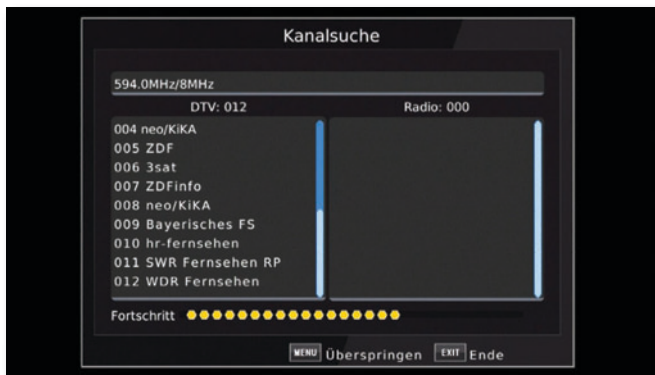 Kanalsuche
594.0MHz/8MHz
DTV: 012 Radio: 000
004 neo/KiKA
005 ZDF
006 3sat
007 ZDFinfo
008 neo/KiKA
009 Bayerisches FS
010 hr-fernsehen
011 SWR Fernsehen RP
012 WDR Fernsehen
Fortschritt
MENU Überspringen EXIT Ende